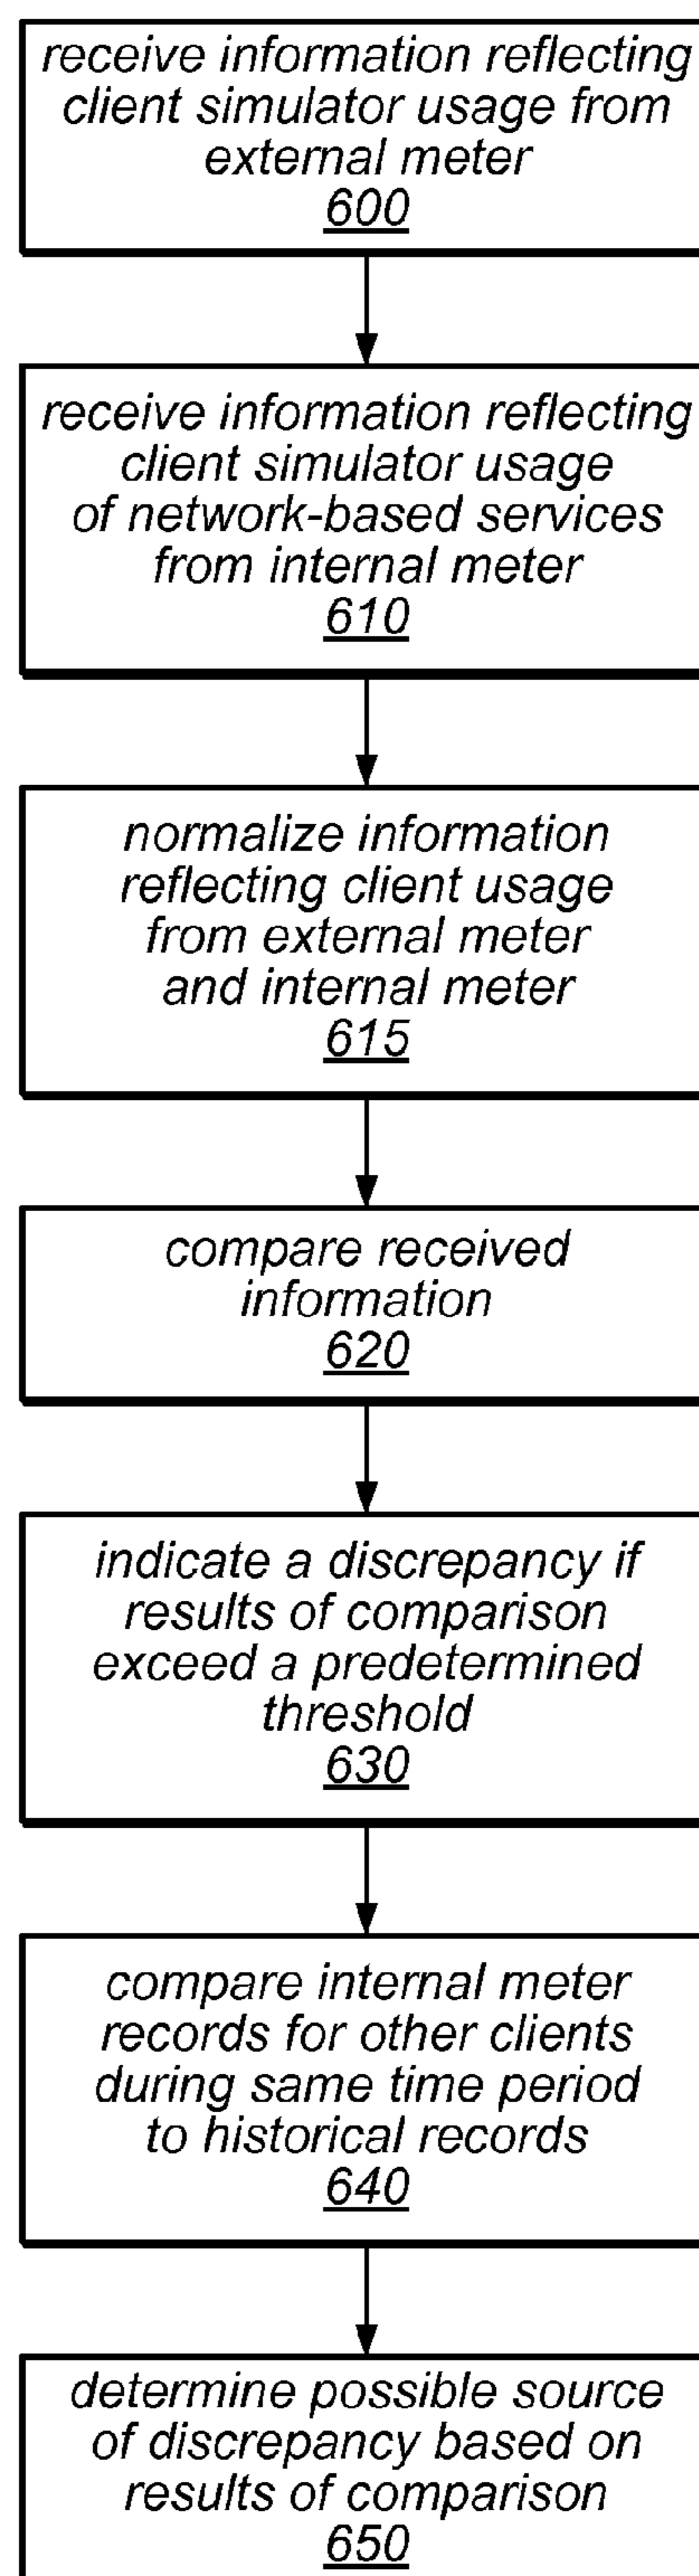 receive information reflecting
client simulator usage from
external meter
600
receive information reflecting
client simulator usage
of network-based services
from internal meter
610
normalize information
reflecting client usage
from external meter
and internal meter
615
compare received
information
620
indicate a discrepancy if
results of comparison
exceed a predetermined
threshold
630
compare internal meter
records for other clients
during same time period
to historical records
640
determine possible source
of discrepancy based on
results of comparison
650